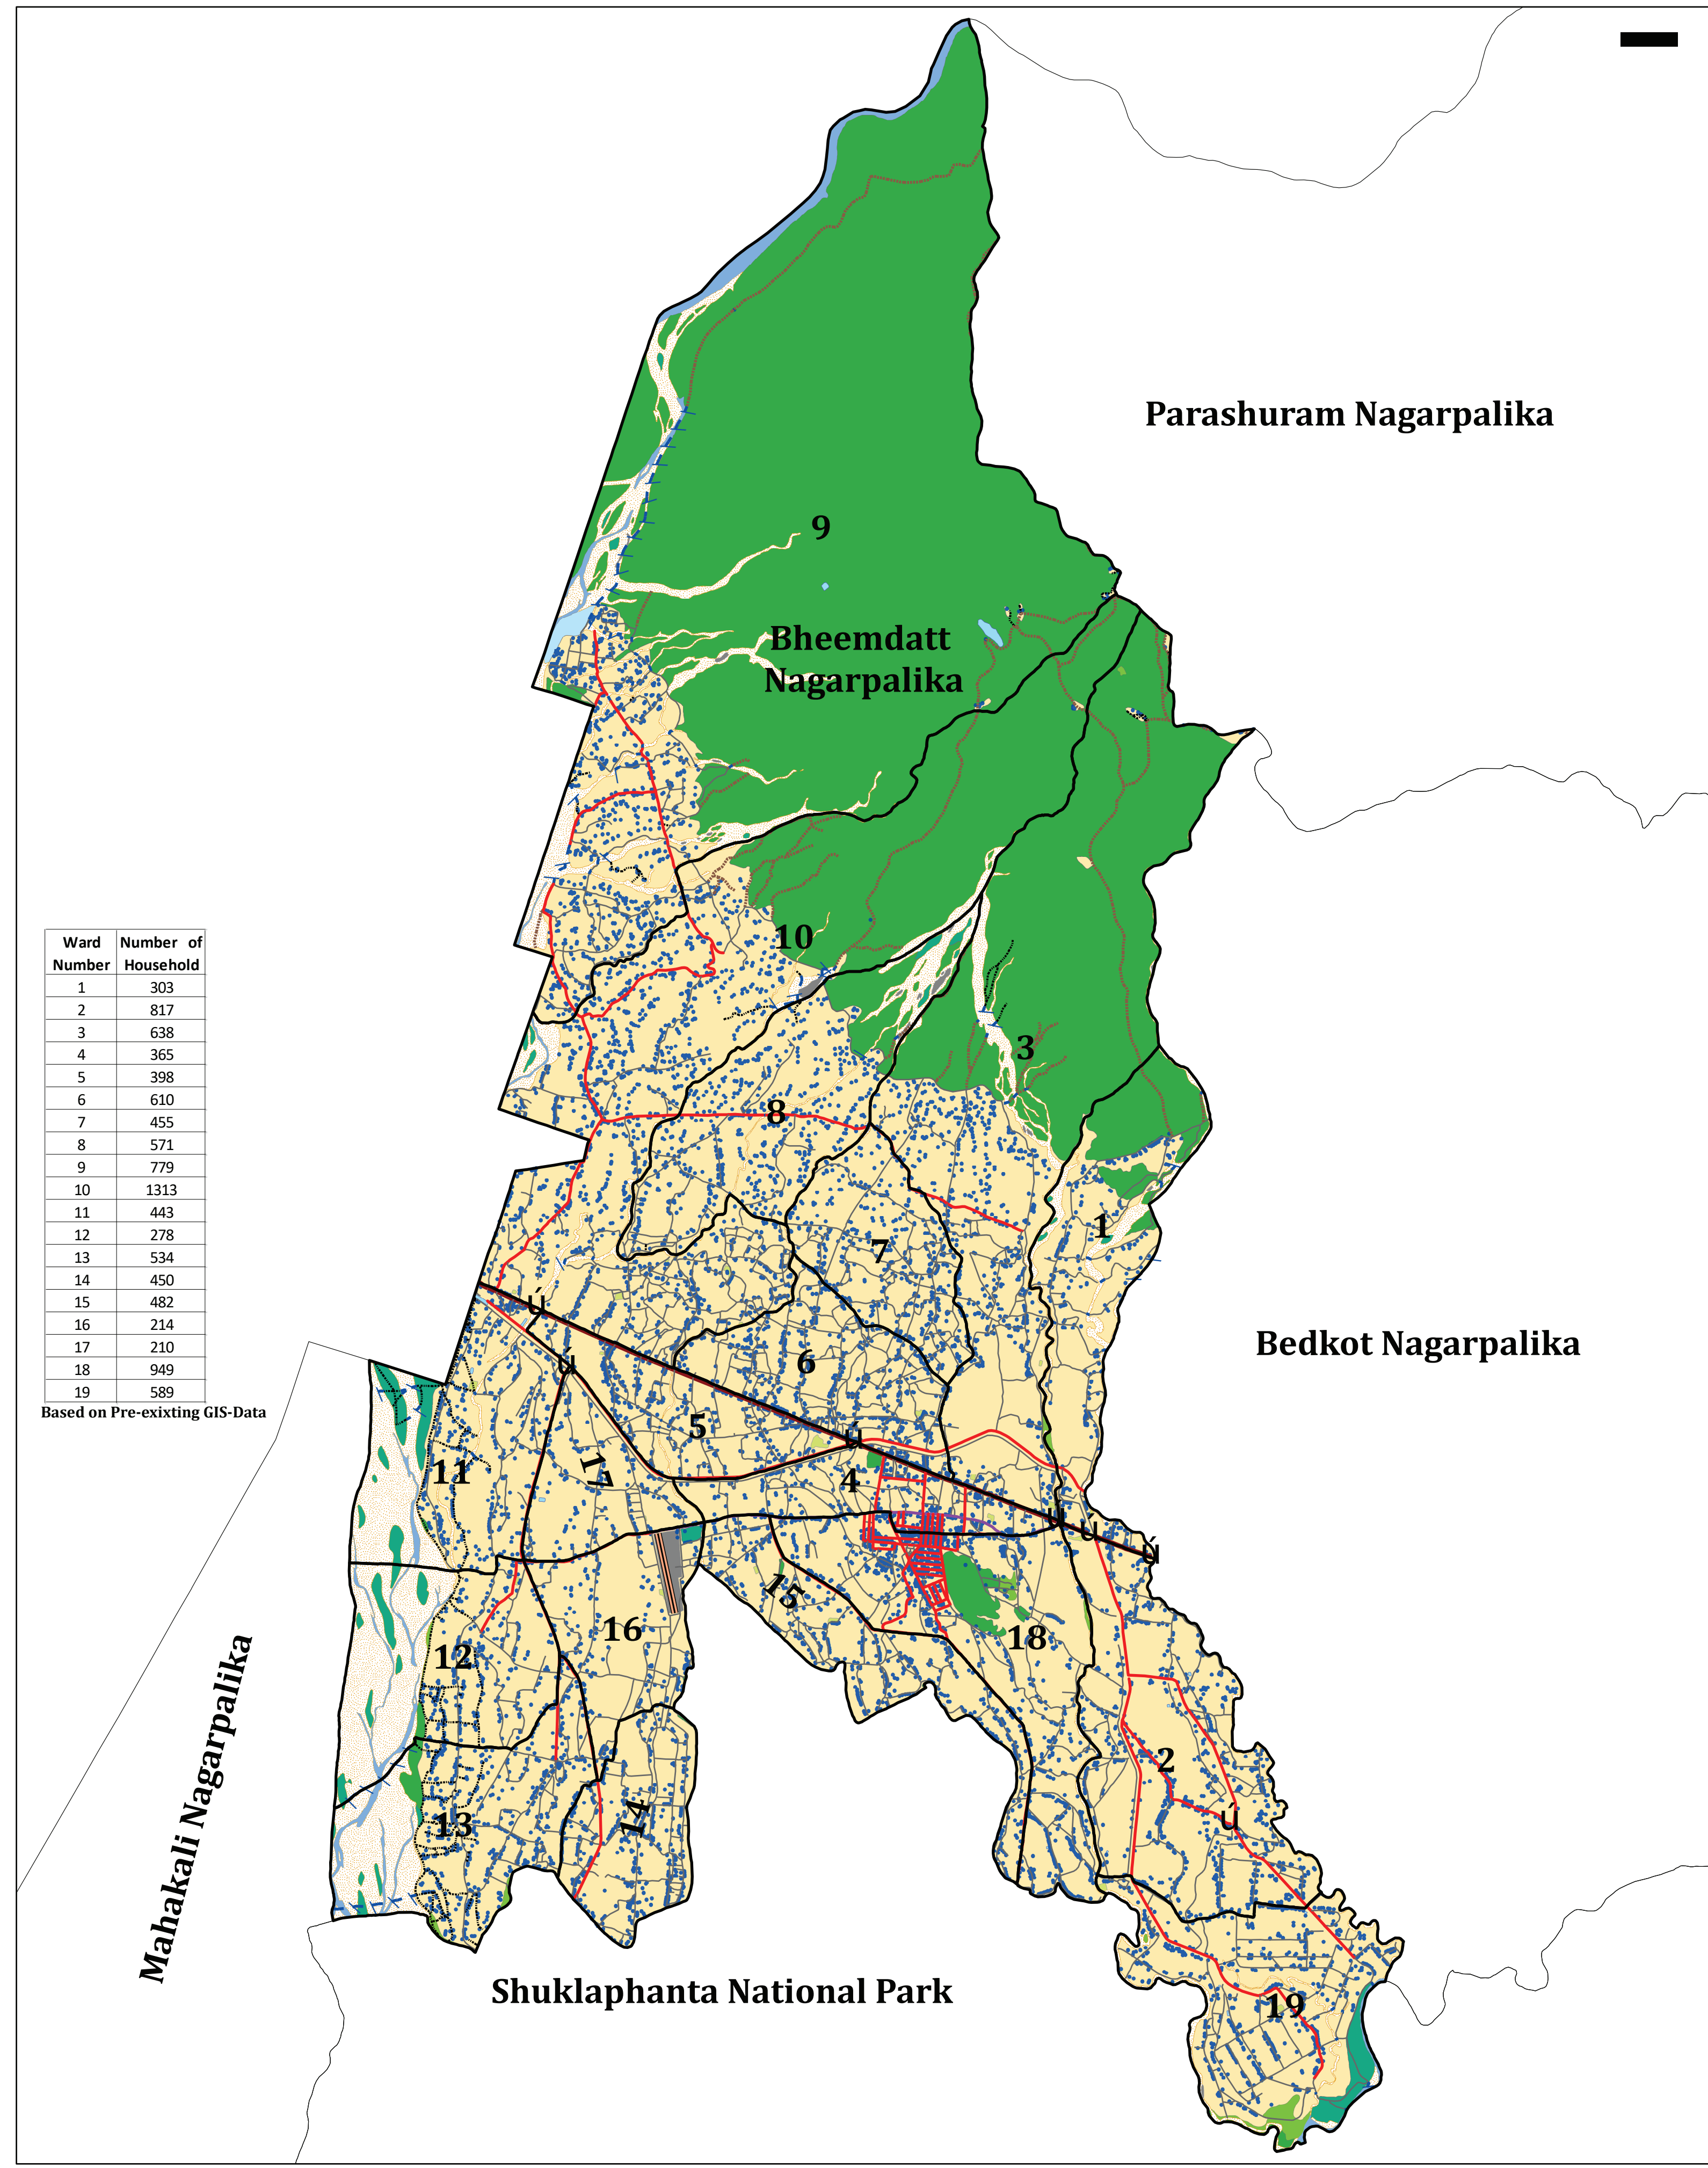 Parashuram Nagarpalika
9
Bheemdatt
Nagarpalika
10
3
8
1
7
Ú
Ú
6
5
Ú
4
11
17
Ú
Ú
Ú
15
16
18
12
2
Ú
14
13
19
Bedkot Nagarpalika
Mahakali Nagarpalika
Shuklaphanta National Park
Ward Number Number of Household
1 303
2 817
3 638
4 365
5 398
6 610
7 455
8 571
9 779
10 1313
11 443
12 278
13 534
14 450
15 482
16 214
17 210
18 949
19 589
Based on Pre-exixting GIS-Data